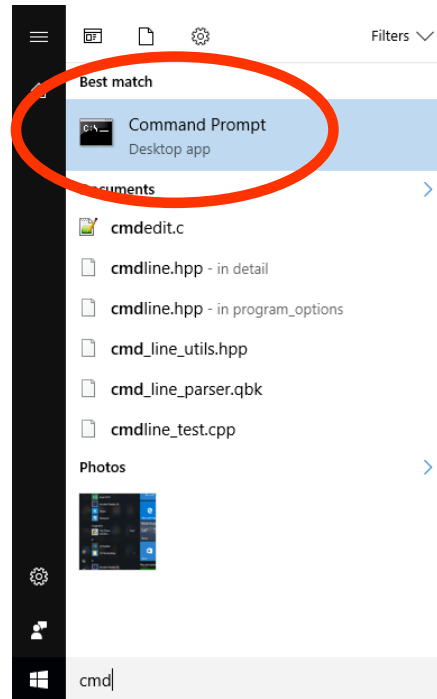 Filters
Best match
C:\_
Command Prompt
Desktop app
Documents
cmdedit.c
cmdline.hpp - in detail
cmdline.hpp - in program_options
cmd_line_utils.hpp
cmd_line_parser.qbk
cmdline_test.cpp
Photos
cmd